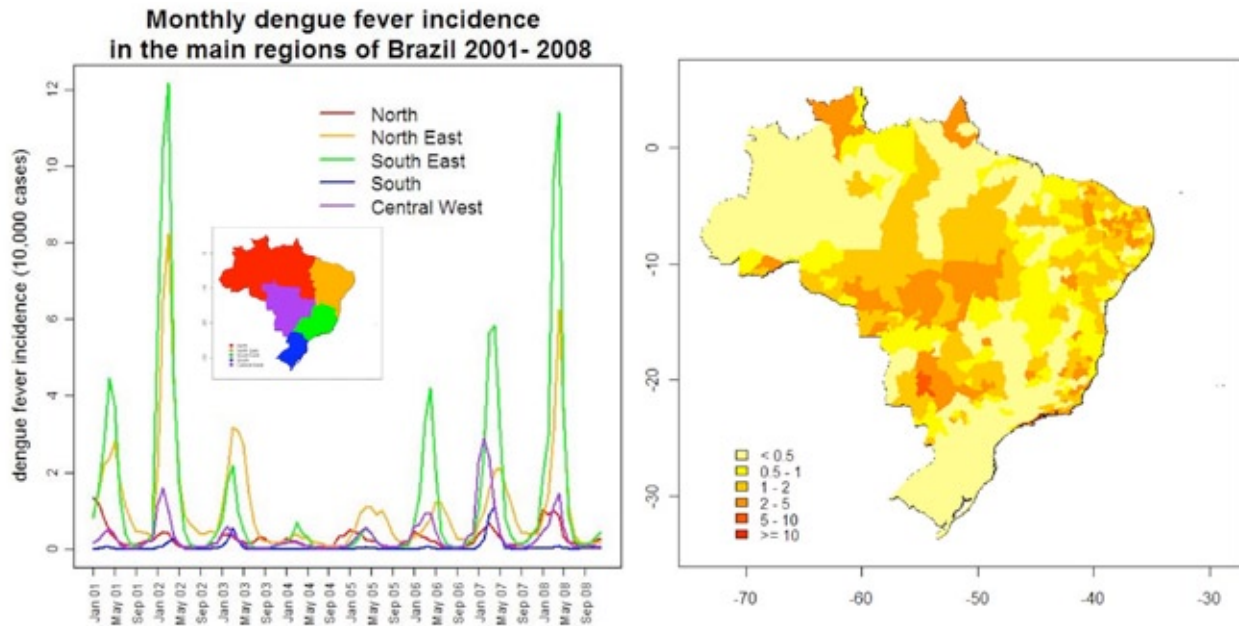 Monthly dengue fever incidence
in the main regions of Brazil 2001- 2008
dengue fever incidence (10,000 cases)
12
10
8
6
4
2
0
North
North East
South East
South
Central West
Jan 01
May 01
Sep 01
Jan 02
May 02
Sep 02
Jan 03
May 03
Sep 03
Jan 04
May 04
Sep 04
Jan 05
May 05
Sep 05
Jan 06
May 06
Sep 06
Jan 07
May 07
Sep 07
Jan 08
May 08
Sep 08
0
-10
-20
-30
< 0.5
0.5 - 1
1 - 2
2 - 5
5 - 10
>= 10
-70
-60
-50
-40
-30